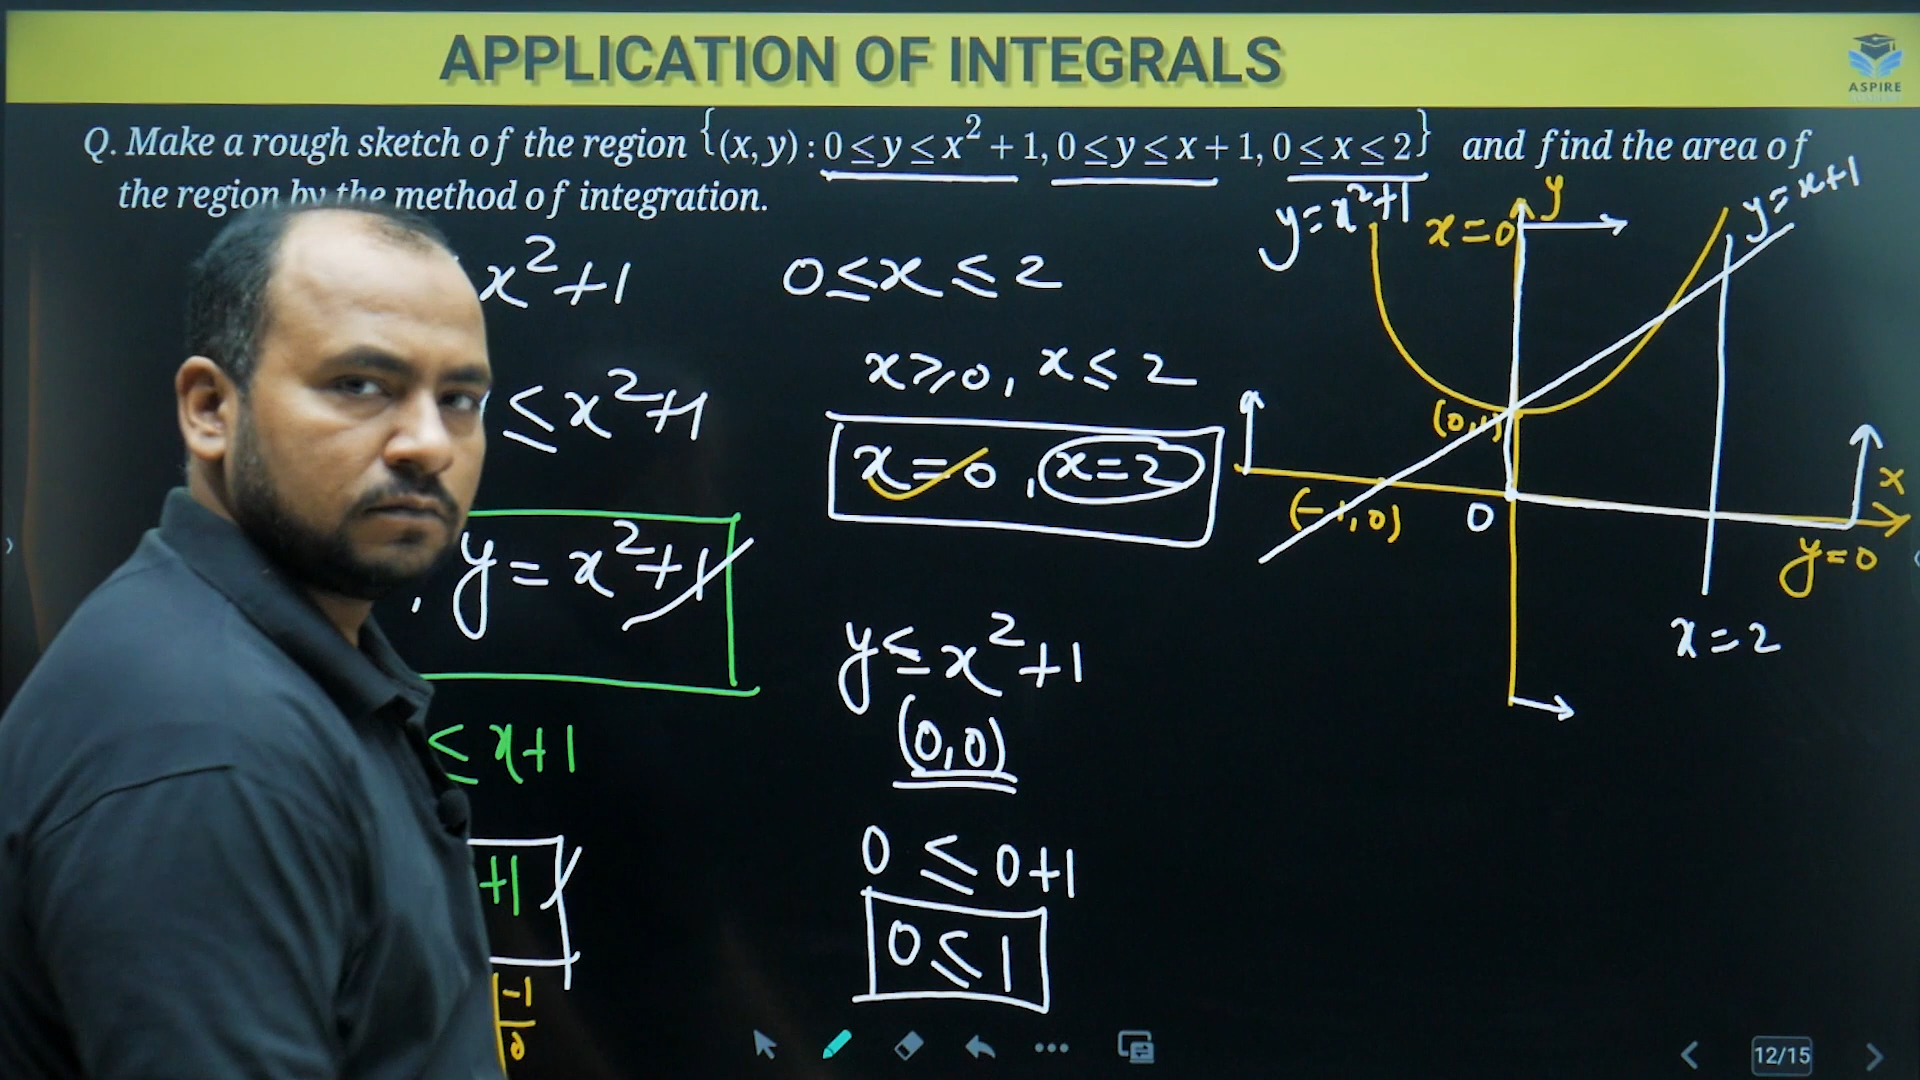 APPLICATION OF INTEGRALS
ASPIRE
Q. Make a rough sketch of the region {(x, y) : 0 ≤ y ≤ x² + 1, 0 ≤ y ≤ x + 1, 0 ≤ x ≤ 2} and find the area of
the region by the method of integration.
x²+1
≤ x²+1
, y = x²+1
≤ x+1
+1
-1
0
0 ≤ x ≤ 2
x ≥ 0, x ≤ 2
x = 0, x = 2
y ≤ x²+1
(0,0)
0 ≤ 0+1
0 ≤ 1
y = x²+1
x = 0
y
y = x+1
(0,1)
(-1,0)
0
x
y = 0
x = 2
12/15